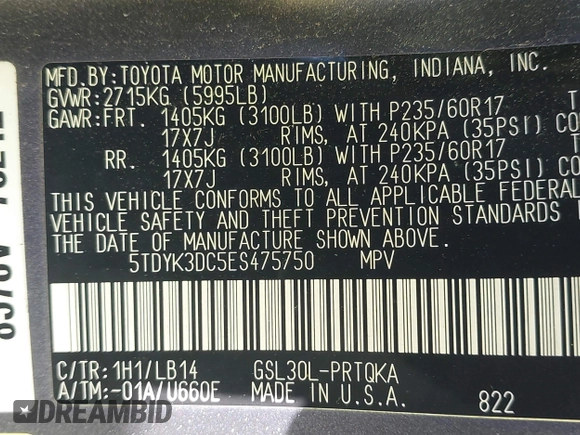 MFD.BY:TOYOTA MOTOR MANUFACTURING, INDIANA, INC.
GVWR:2715KG (5995LB)
GAWR:FRT. 1405KG (3100LB) WITH P235/60R17 T
17X7J RIMS, AT 240KPA (35PSI) CO
RR. 1405KG (3100LB) WITH P235/60R17 T
17X7J RIMS, AT 240KPA (35PSI) CO
THIS VEHICLE CONFORMS TO ALL APPLICABLE FEDERAL
VEHICLE SAFETY AND THEFT PREVENTION STANDARDS
THE DATE OF MANUFACTURE SHOWN ABOVE.
5TDYK3DC5ES475750 MPV
C/TR:1H1/LB14 GSL30L-PRTQKA
A/TM:-01A/U660E MADE IN U.S.A. 822
DREAMBID